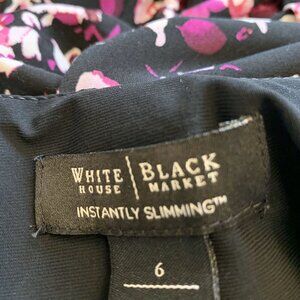 WHITE HOUSE | BLACK MARKET
INSTANTLY SLIMMING™
6